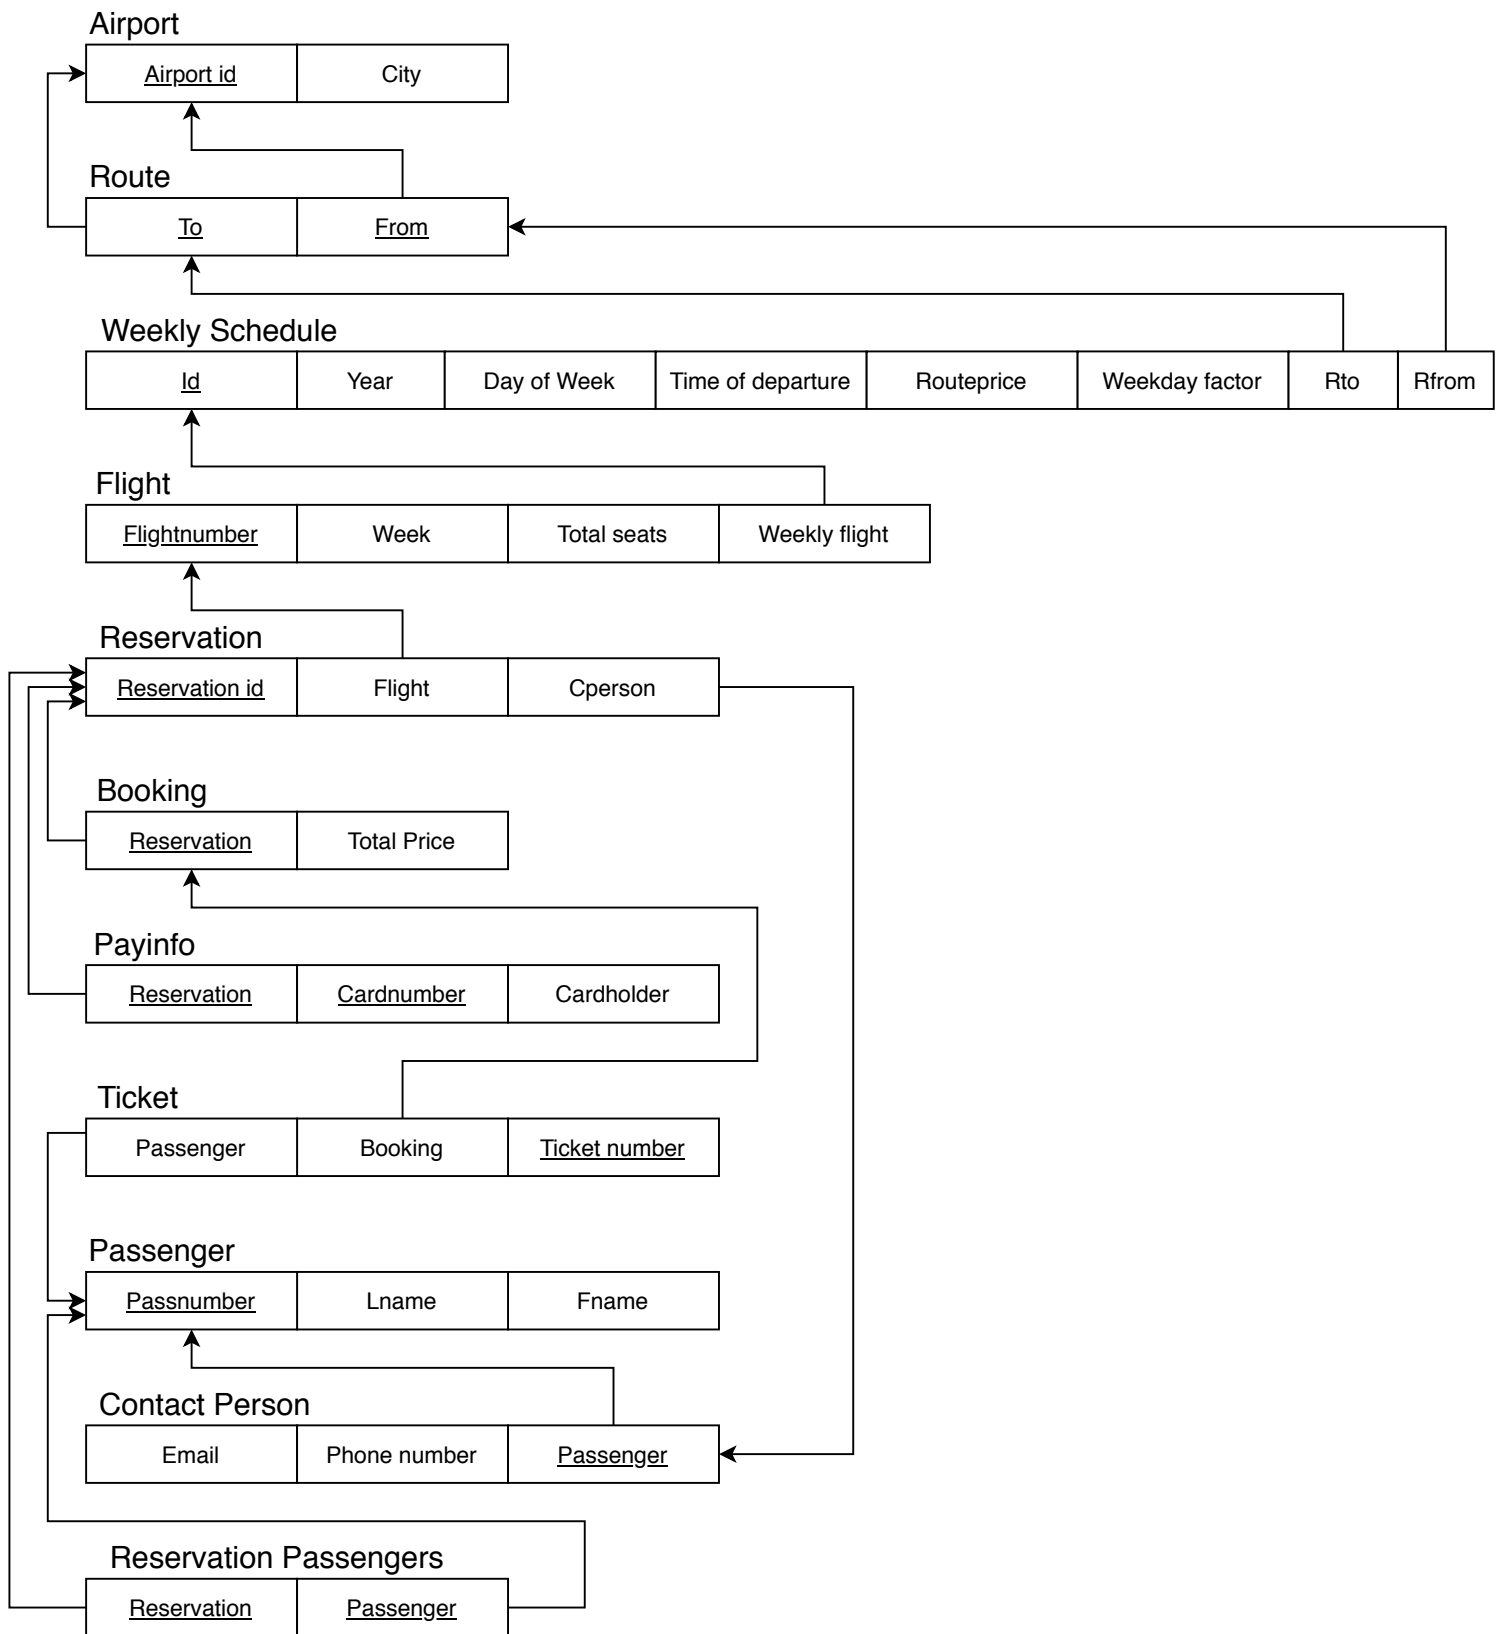 Airport
Airport id City
Route
To From
Weekly Schedule
Id Year Day of Week Time of departure Routeprice Weekday factor Rto Rfrom
Flight
Flightnumber Week Total seats Weekly flight
Reservation
Reservation id Flight Cperson
Booking
Reservation Total Price
Payinfo
Reservation Cardnumber Cardholder
Ticket
Passenger Booking Ticket number
Passenger
Passnumber Lname Fname
Contact Person
Email Phone number Passenger
Reservation Passengers
Reservation Passenger